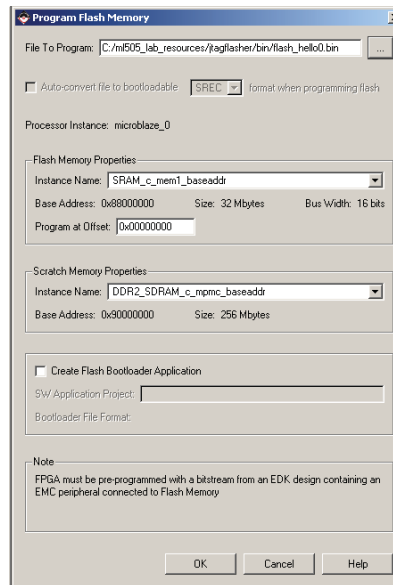 Program Flash Memory
File To Program: C:/ml505_lab_resources/jtagflasher/bin/flash_hello0.bin ...
Auto-convert file to bootloadable SREC format when programming flash
Processor Instance: microblaze_0
Flash Memory Properties
Instance Name: SRAM_c_mem1_baseaddr
Base Address: 0x88000000 Size: 32 Mbytes Bus Width: 16 bits
Program at Offset: 0x00000000
Scratch Memory Properties
Instance Name: DDR2_SDRAM_c_mpmc_baseaddr
Base Address: 0x90000000 Size: 256 Mbytes
Create Flash Bootloader Application
SW Application Project:
Bootloader File Format:
Note
FPGA must be pre-programmed with a bitstream from an EDK design containing an
EMC peripheral connected to Flash Memory
OK Cancel Help